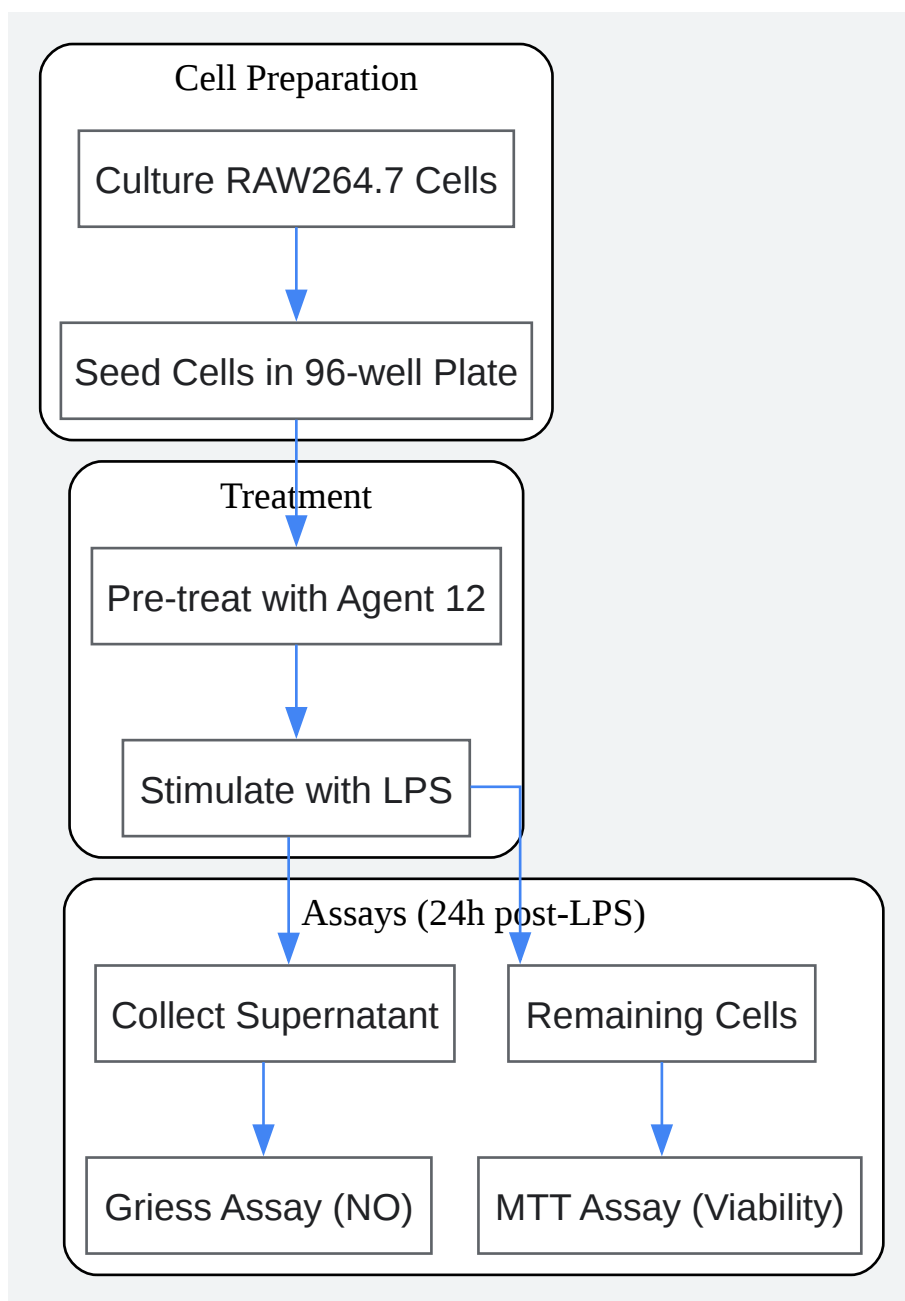 Cell Preparation
Culture RAW264.7 Cells
Seed Cells in 96-well Plate
Treatment
Pre-treat with Agent 12
Stimulate with LPS
Assays (24h post-LPS)
Collect Supernatant
Remaining Cells
Griess Assay (NO)
MTT Assay (Viability)